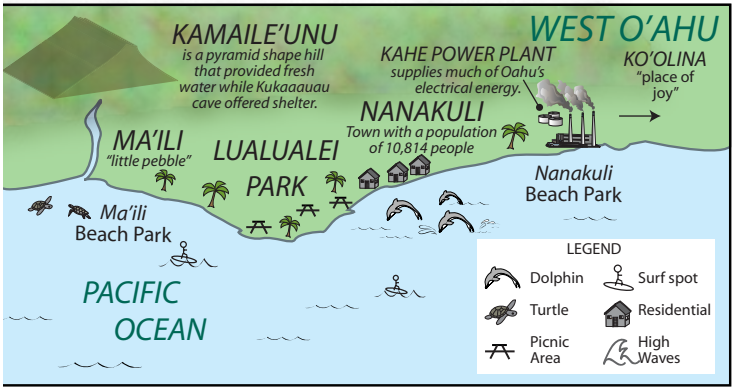 WEST O'AHU
KAMAILE'UNU
is a pyramid shape hill
that provided fresh
water while Kukaaauau
cave offered shelter.
KAHE POWER PLANT
supplies much of Oahu's
electrical energy.
KO'OLINA
"place of
joy"
MA'ILI
"little pebble"
LUALUALEI
PARK
NANAKULI
Town with a population
of 10,814 people
Nanakuli
Beach Park
Ma'ili
Beach Park
PACIFIC
OCEAN
LEGEND
Dolphin
Surf spot
Turtle
Residential
Picnic
Area
High
Waves